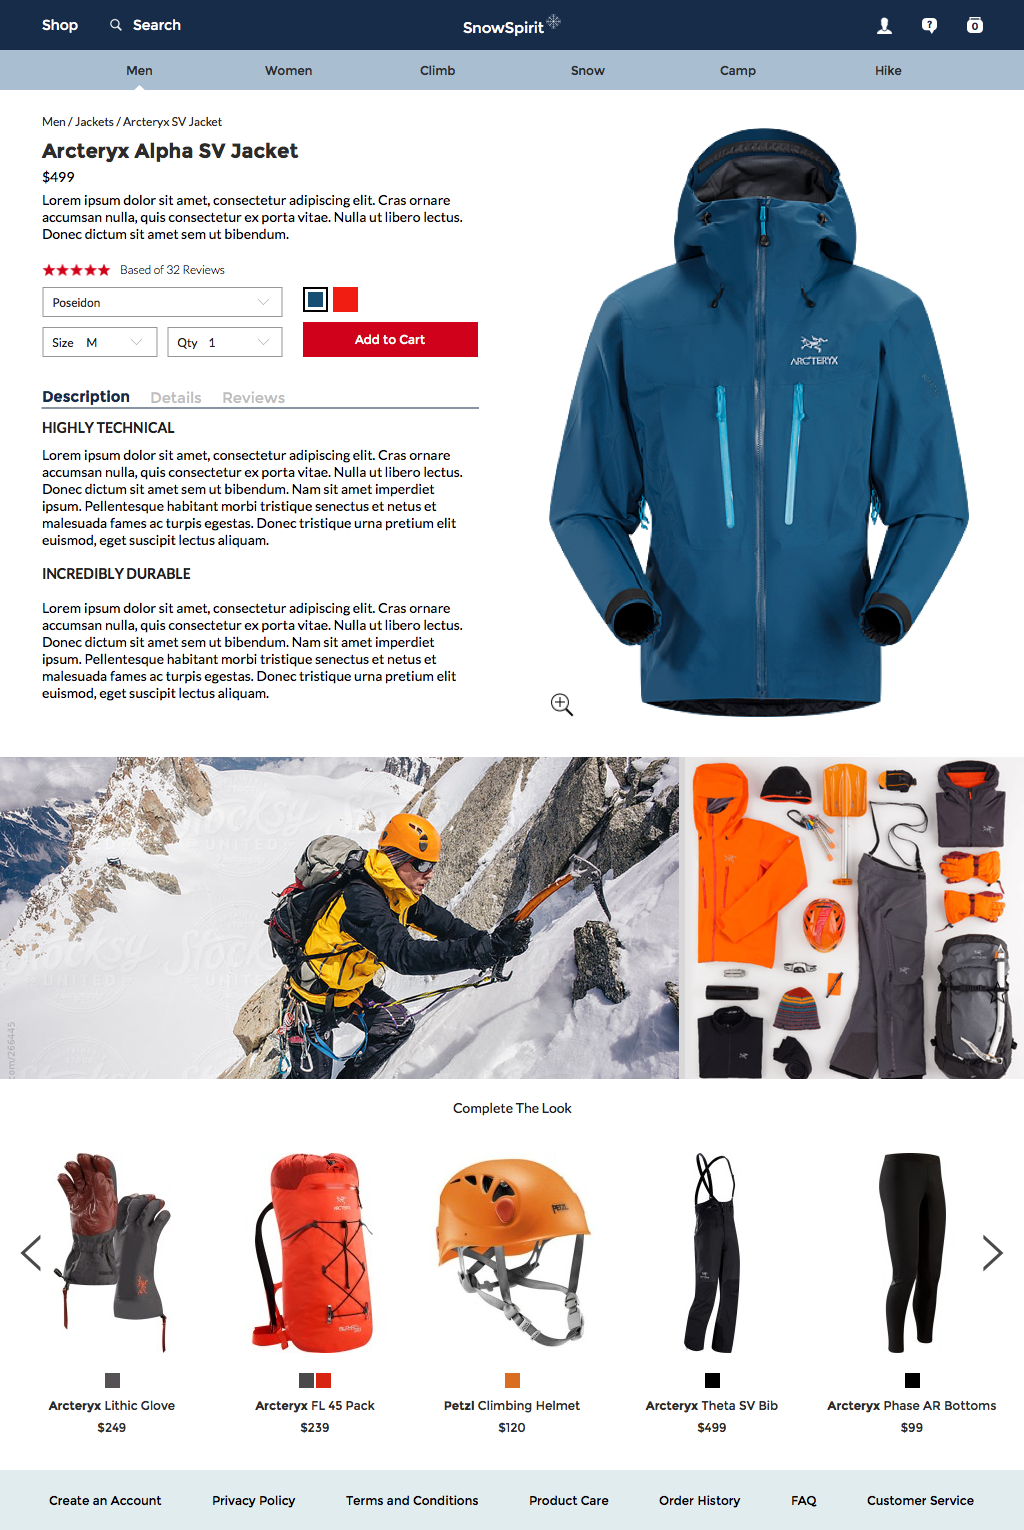 Shop
Search
SnowSpirit
?
0
Men
Women
Climb
Snow
Camp
Hike
Men / Jackets / Arcteryx SV Jacket
Arcteryx Alpha SV Jacket
$499
Lorem ipsum dolor sit amet, consectetur adipiscing elit. Cras ornare
accumsan nulla, quis consectetur ex porta vitae. Nulla ut libero lectus.
Donec dictum sit amet sem ut bibendum.
Based of 32 Reviews
Poseidon
Size M
Qty 1
Add to Cart
ARC'TERYX
Description
Details
Reviews
HIGHLY TECHNICAL
Lorem ipsum dolor sit amet, consectetur adipiscing elit. Cras ornare
accumsan nulla, quis consectetur ex porta vitae. Nulla ut libero lectus.
Donec dictum sit amet sem ut bibendum. Nam sit amet imperdiet
ipsum. Pellentesque habitant morbi tristique senectus et netus et
malesuada fames ac turpis egestas. Donec tristique urna pretium elit
euismod, eget suscipit lectus aliquam.
INCREDIBLY DURABLE
Lorem ipsum dolor sit amet, consectetur adipiscing elit. Cras ornare
accumsan nulla, quis consectetur ex porta vitae. Nulla ut libero lectus.
Donec dictum sit amet sem ut bibendum. Nam sit amet imperdiet
ipsum. Pellentesque habitant morbi tristique senectus et netus et
malesuada fames ac turpis egestas. Donec tristique urna pretium elit
euismod, eget suscipit lectus aliquam.
Stocksy
UNITED
Stocksy
Stocksy
.com/266445
Complete The Look
PETZL
Arcteryx Lithic Glove
$249
Arcteryx FL 45 Pack
$239
Petzl Climbing Helmet
$120
Arcteryx Theta SV Bib
$499
Arcteryx Phase AR Bottoms
$99
Create an Account
Privacy Policy
Terms and Conditions
Product Care
Order History
FAQ
Customer Service